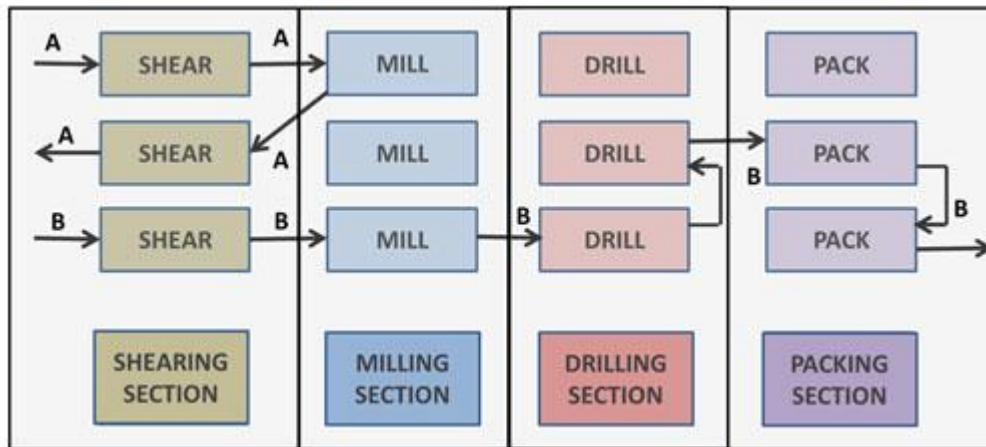 A
SHEAR
A
MILL
DRILL
PACK
A
SHEAR
A
MILL
DRILL
B
PACK
B
SHEAR
B
MILL
B
DRILL
PACK
B
SHEARING
SECTION
MILLING
SECTION
DRILLING
SECTION
PACKING
SECTION